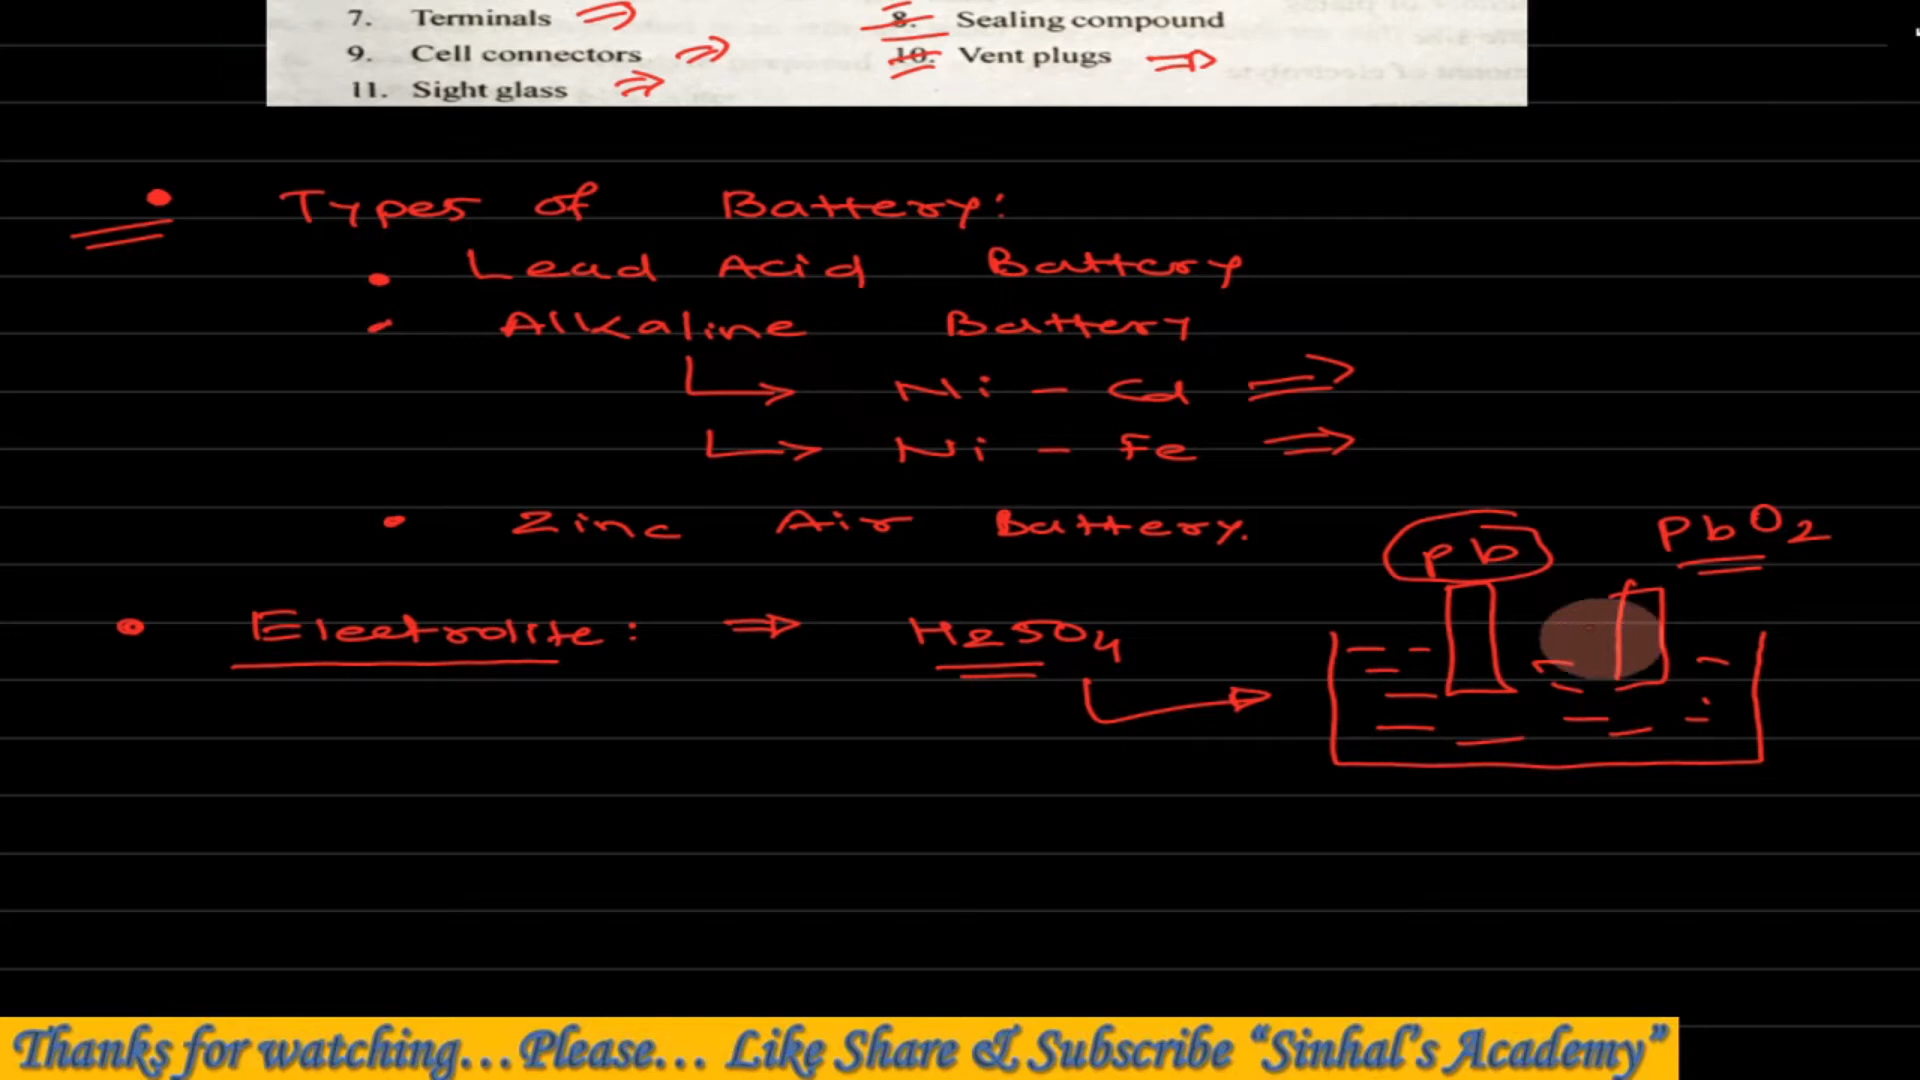 7. Terminals 8. Sealing compound
9. Cell connectors 10. Vent plugs
11. Sight glass
Types of Battery:
Lead Acid Battery
Alkaline Battery
Ni - Cd
Ni - Fe
Zinc Air Battery.
pb PbO2
Electrolite: ⇒ H2SO4
Thanks for watching... Please... Like Share & Subscribe “Sinhal's Academy”